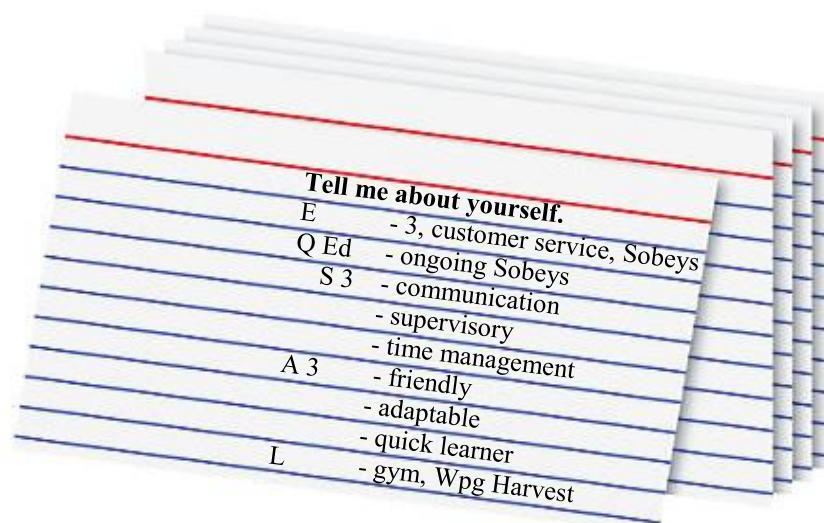 Tell me about yourself.
E - 3, customer service, Sobeys
Q Ed - ongoing Sobeys
S 3 - communication
- supervisory
- time management
A 3 - friendly
- adaptable
- quick learner
L - gym, Wpg Harvest